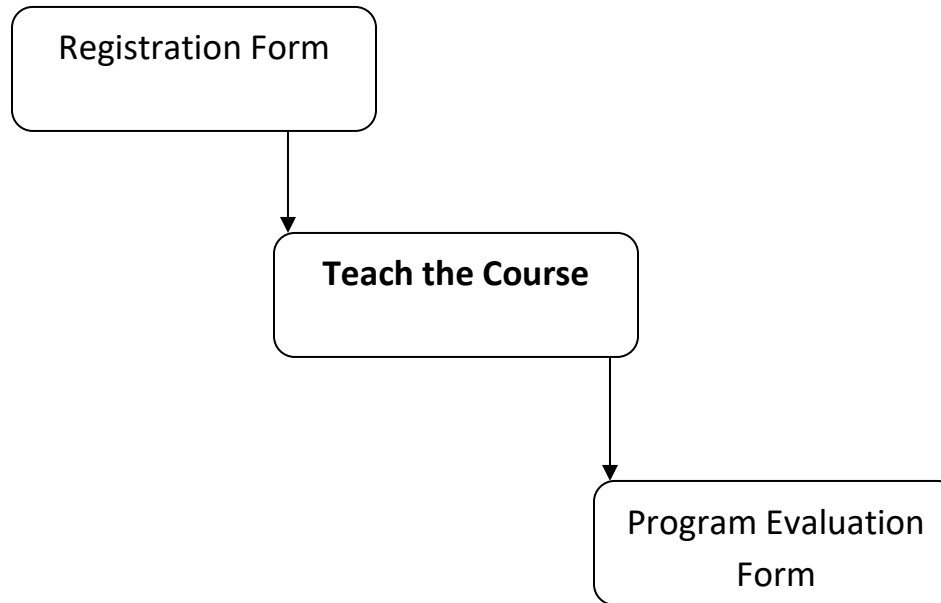 Registration Form
Teach the Course
Program Evaluation
Form